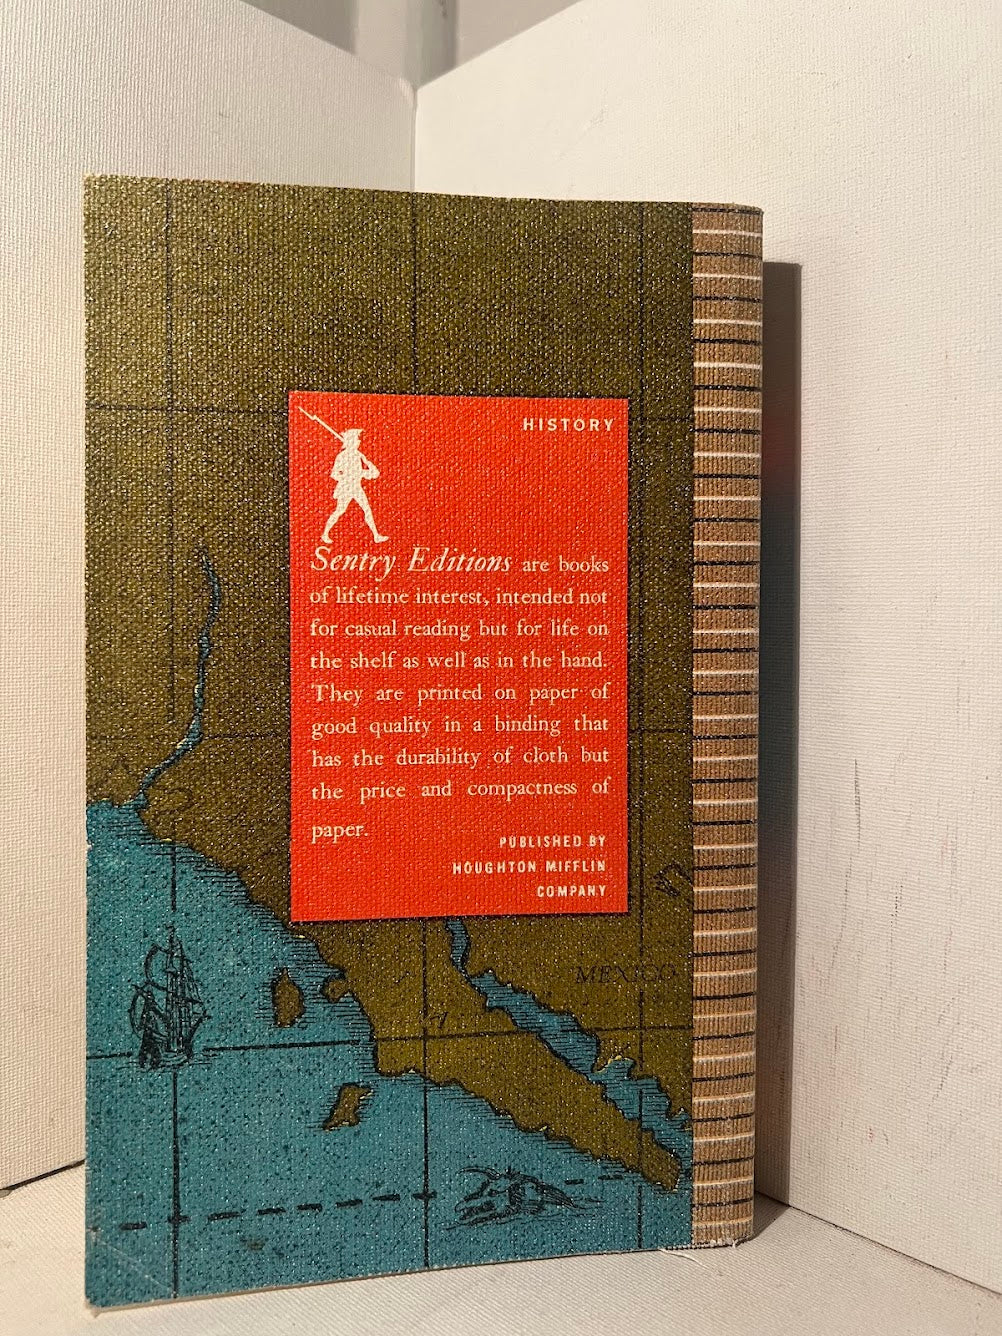 HISTORY
Sentry Editions are books
of lifetime interest, intended not
for casual reading but for life on
the shelf as well as in the hand.
They are printed on paper of
good quality in a binding that
has the durability of cloth but
the price and compactness of
paper.
PUBLISHED BY
HOUGHTON MIFFLIN
COMPANY
MEXICO